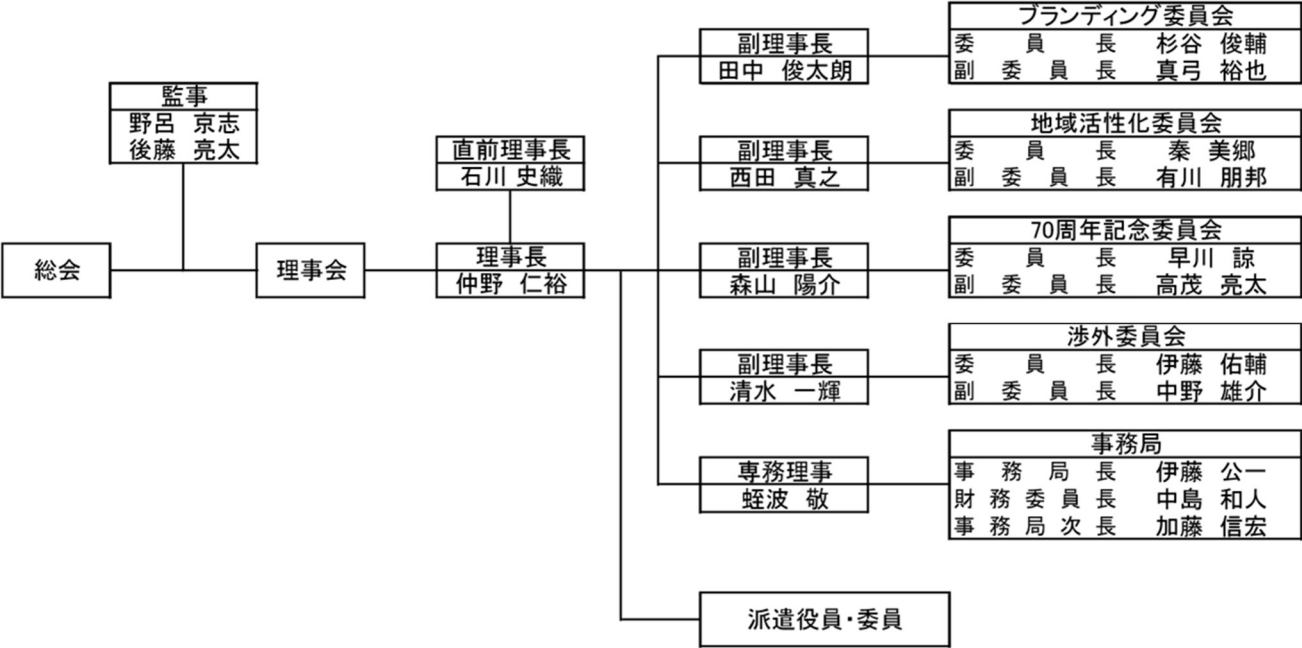 総会
監事
野呂 京志
後藤 亮太
理事会
直前理事長
石川 史織
理事長
仲野 仁裕
副理事長
田中 俊太朗
ブランディング委員会
委員長 杉谷 俊輔
副委員長 真弓 裕也
副理事長
西田 真之
地域活性化委員会
委員長 秦 美郷
副委員長 有川 朋邦
副理事長
森山 陽介
70周年記念委員会
委員長 早川 諒
副委員長 高茂 亮太
副理事長
清水 一輝
渉外委員会
委員長 伊藤 佑輔
副委員長 中野 雄介
専務理事
蛭波 敬
事務局
事務局長 伊藤 公一
財務委員長 中島 和人
事務局次長 加藤 信宏
派遣役員・委員